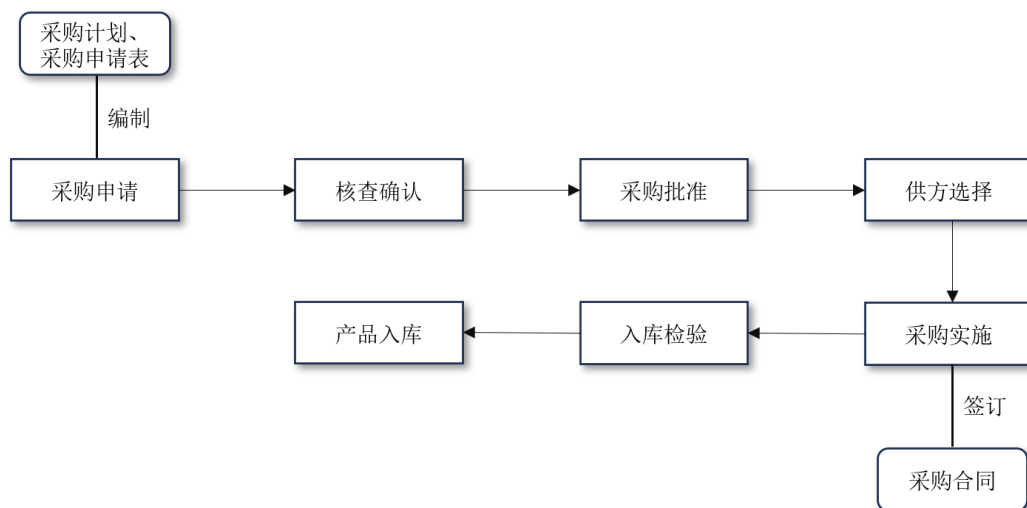 采购计划、
采购申请表
编制
采购申请
核查确认
采购批准
供方选择
产品入库
入库检验
采购实施
签订
采购合同